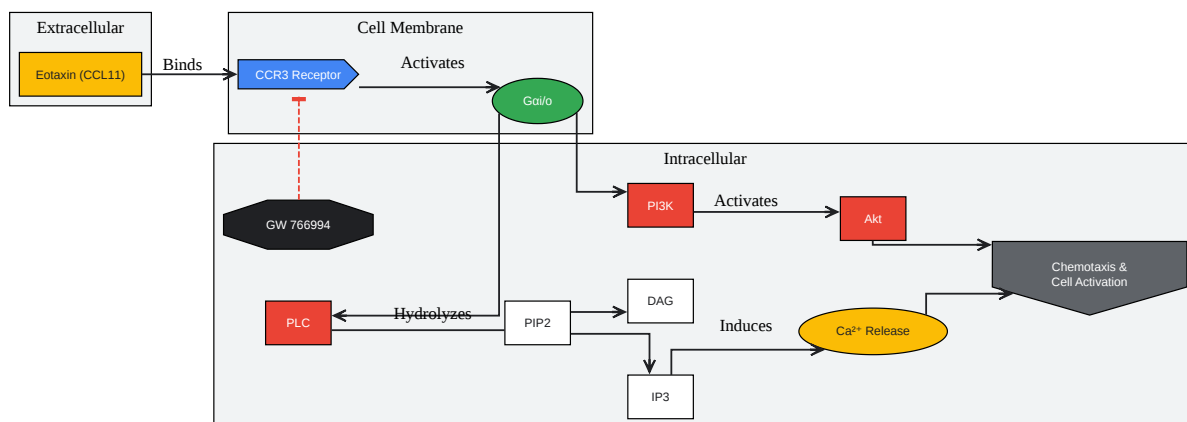 Extracellular
Cell Membrane
Eotaxin (CCL11)
Binds
CCR3 Receptor
Activates
Gαi/o
Intracellular
GW 766994
PI3K
Activates
Akt
Chemotaxis &
Cell Activation
PLC
Hydrolyzes
PIP2
DAG
Induces
Ca²⁺ Release
IP3